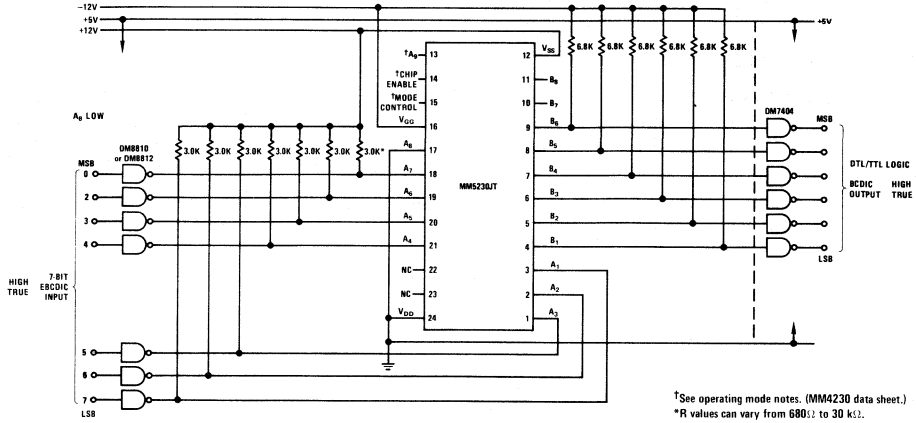 −12V
+5V
+12V
+5V
6.8K 6.8K 6.8K 6.8K 6.8K 6.8K
†A9 13
†CHIP ENABLE 14
†MODE CONTROL 15
VGG 16
A8 17
A7 18
A6 19
A5 20
A4 21
NC 22
NC 23
VDD 24
MM5230JT
12 VSS
11 B8
10 B7
9 B6
8 B5
7 B4
6 B3
5 B2
4 B1
3 A1
2 A2
1 A3
A8 LOW
DM8810
or DM8812
3.0K 3.0K 3.0K 3.0K 3.0K 3.0K 3.0K*
MSB
0
2
3
4
HIGH TRUE
7-BIT EBCDIC INPUT
5
6
7
LSB
DM7404
MSB
DTL/TTL LOGIC
BCDIC OUTPUT
HIGH TRUE
LSB
†See operating mode notes. (MM4230 data sheet.)
*R values can vary from 680Ω to 30 kΩ.